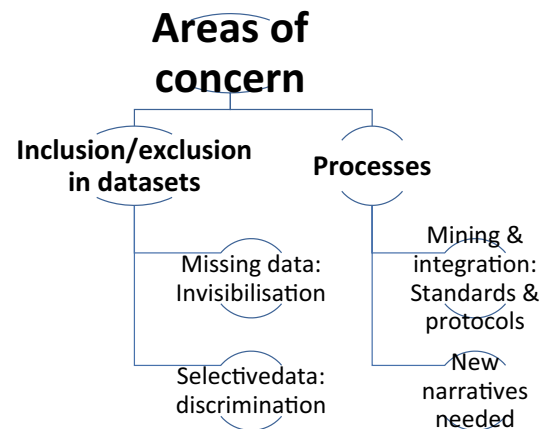 Areas of
concern
Inclusion/exclusion
in datasets
Processes
Missing data:
Invisibilisation
Mining &
integration:
Standards &
protocols
Selectivedata:
discrimination
New
narratives
needed